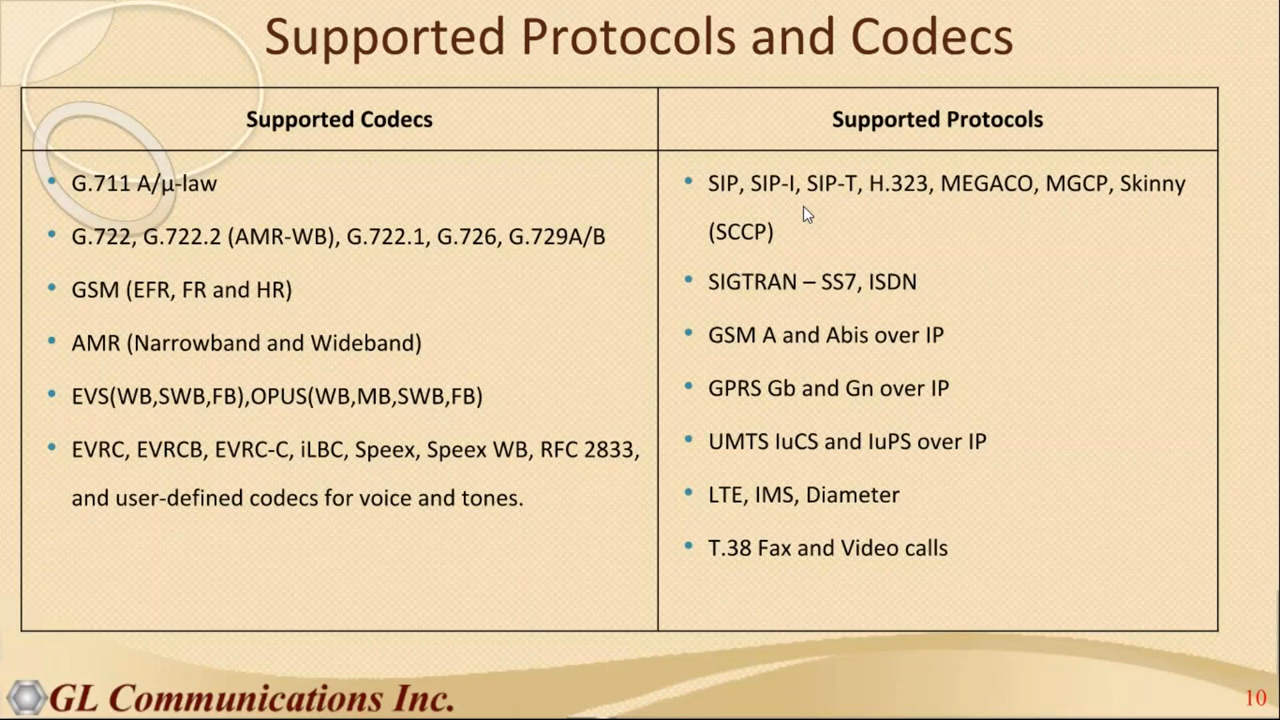 Supported Protocols and Codecs
Supported Codecs
Supported Protocols
• G.711 A/μ-law
• G.722, G.722.2 (AMR-WB), G.722.1, G.726, G.729A/B
• GSM (EFR, FR and HR)
• AMR (Narrowband and Wideband)
• EVS(WB,SWB,FB),OPUS(WB,MB,SWB,FB)
• EVRC, EVRCB, EVRC-C, iLBC, Speex, Speex WB, RFC 2833,
and user-defined codecs for voice and tones.
• SIP, SIP-I, SIP-T, H.323, MEGACO, MGCP, Skinny
(SCCP)
• SIGTRAN – SS7, ISDN
• GSM A and Abis over IP
• GPRS Gb and Gn over IP
• UMTS IuCS and IuPS over IP
• LTE, IMS, Diameter
• T.38 Fax and Video calls
GL Communications Inc.
10